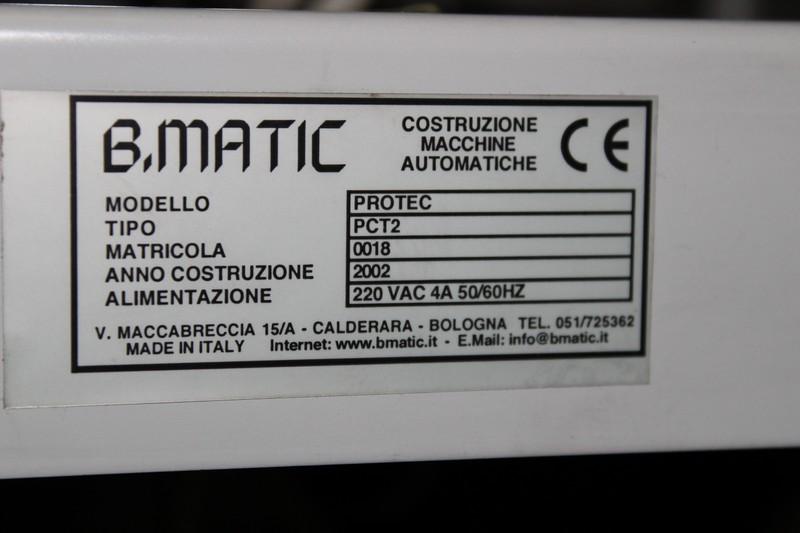 B.MATIC
COSTRUZIONE
MACCHINE
AUTOMATICHE
CE
MODELLO PROTEC
TIPO PCT2
MATRICOLA 0018
ANNO COSTRUZIONE 2002
ALIMENTAZIONE 220 VAC 4A 50/60HZ
V. MACCABRECCIA 15/A - CALDERARA - BOLOGNA TEL. 051/725362
MADE IN ITALY Internet: www.bmatic.it - E.Mail: info@bmatic.it